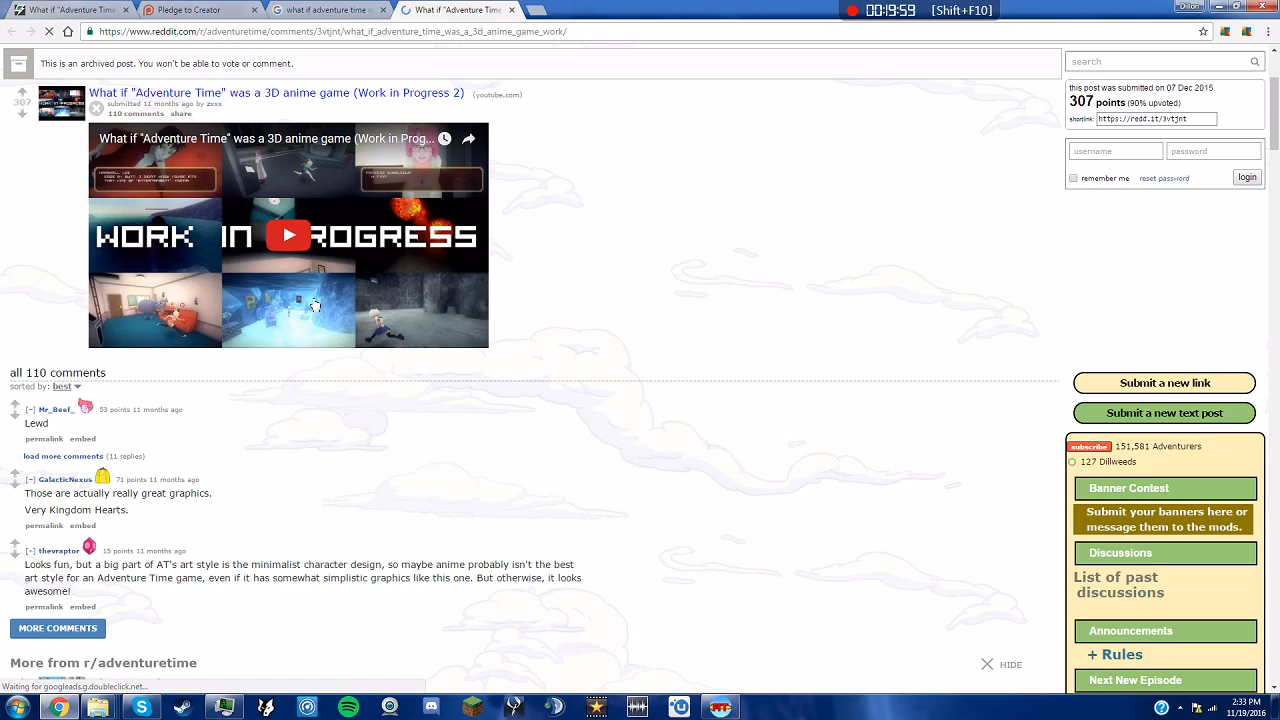 What if "Adventure Time"
Pledge to Creator
what if adventure time w
What if "Adventure Time"
00:19:59 [Shift+F10]
Dillon
https://www.reddit.com/r/adventuretime/comments/3vtjnt/what_if_adventure_time_was_a_3d_anime_game_work/
This is an archived post. You won't be able to vote or comment.
307
What if "Adventure Time" was a 3D anime game (Work in Progress 2) (youtube.com)
submitted 11 months ago by zxxx
110 comments share
What if "Adventure Time" was a 3D anime game (Work in Prog...
MARSHALL LEE
WORK IN PROGRESS
all 110 comments
sorted by: best
[–] Mr_Beef_ 53 points 11 months ago
Lewd
permalink embed
load more comments (11 replies)
[–] GalacticNexus 71 points 11 months ago
Those are actually really great graphics.
Very Kingdom Hearts.
permalink embed
[–] thevraptor 15 points 11 months ago
Looks fun, but a big part of AT's art style is the minimalist character design, and so anime probably isn't the best
art style for an Adventure Time game, even if it has somewhat simplistic graphics like this one. But otherwise, it looks
awesome!
permalink embed
MORE COMMENTS
More from r/adventuretime
HIDE
Waiting for googleads.g.doubleclick.net...
search
this post was submitted on 07 Dec 2015
307 points (90% upvoted)
shortlink: https://redd.it/3vtjnt
username password
remember me reset password login
Submit a new link
Submit a new text post
subscribe 151,581 Adventurers
127 Dillweeds
Banner Contest
Submit your banners here or
message them to the mods.
Discussions
List of past
discussions
Announcements
+ Rules
Next New Episode
2:33 PM
11/19/2016